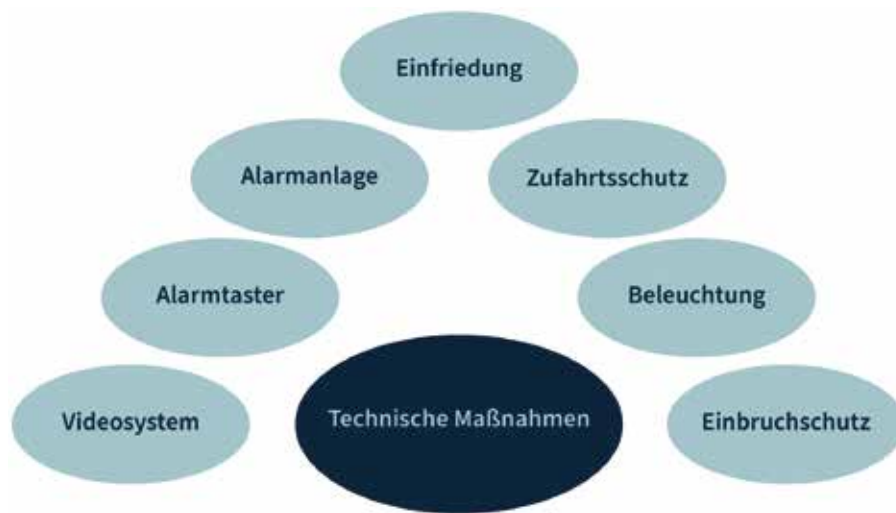 Einfriedung
Alarmanlage
Zufahrtsschutz
Alarmtaster
Beleuchtung
Videosystem
Technische Maßnahmen
Einbruchschutz